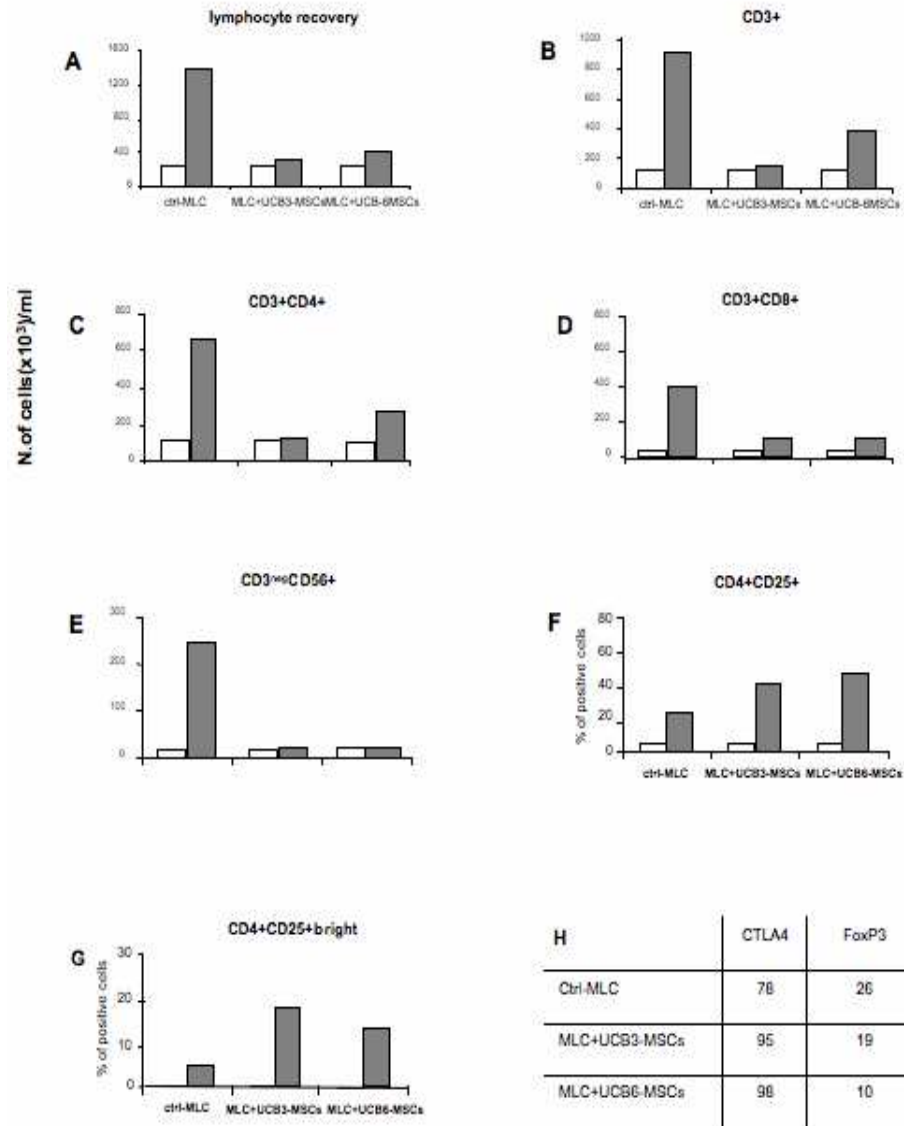 lymphocyte recovery
A
1600
1200
800
400
0
ctrl-MLC MLC+UCB3-MSCs MLC+UCB-6MSCs
CD3+
B
1000
800
600
400
200
0
ctrl-MLC MLC+UCB3-MSCs MLC+UCB-6MSCs
N.of cells(x10³)/ml
CD3+CD4+
C
800
600
400
200
0
CD3+CD8+
D
800
600
400
200
0
CD3ⁿᵉᵍCD56+
E
300
200
100
0
CD4+CD25+
F
% of positive cells
80
60
40
20
0
ctrl-MLC MLC+UCB3-MSCs MLC+UCB6-MSCs
CD4+CD25+bright
G
% of positive cells
30
20
10
0
ctrl-MLC MLC+UCB3-MSCs MLC+UCB6-MSCs
H CTLA4 FoxP3
Ctrl-MLC 78 26
MLC+UCB3-MSCs 95 19
MLC+UCB6-MSCs 98 10